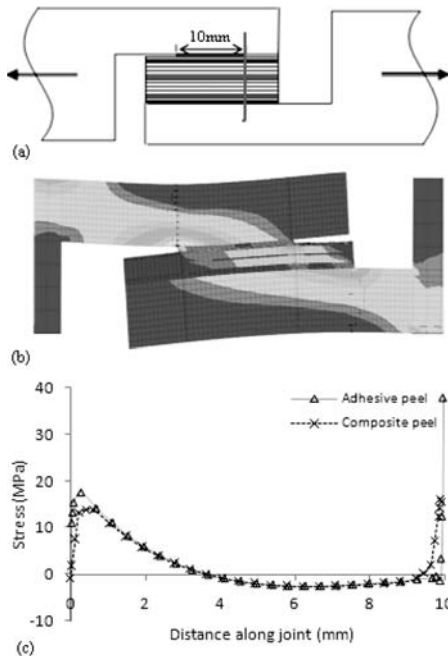 10mm
(a)
(b)
40
30
20
10
0
-10
Stress (MPa)
Adhesive peel
Composite peel
0
2
4
6
8
10
Distance along joint (mm)
(c)